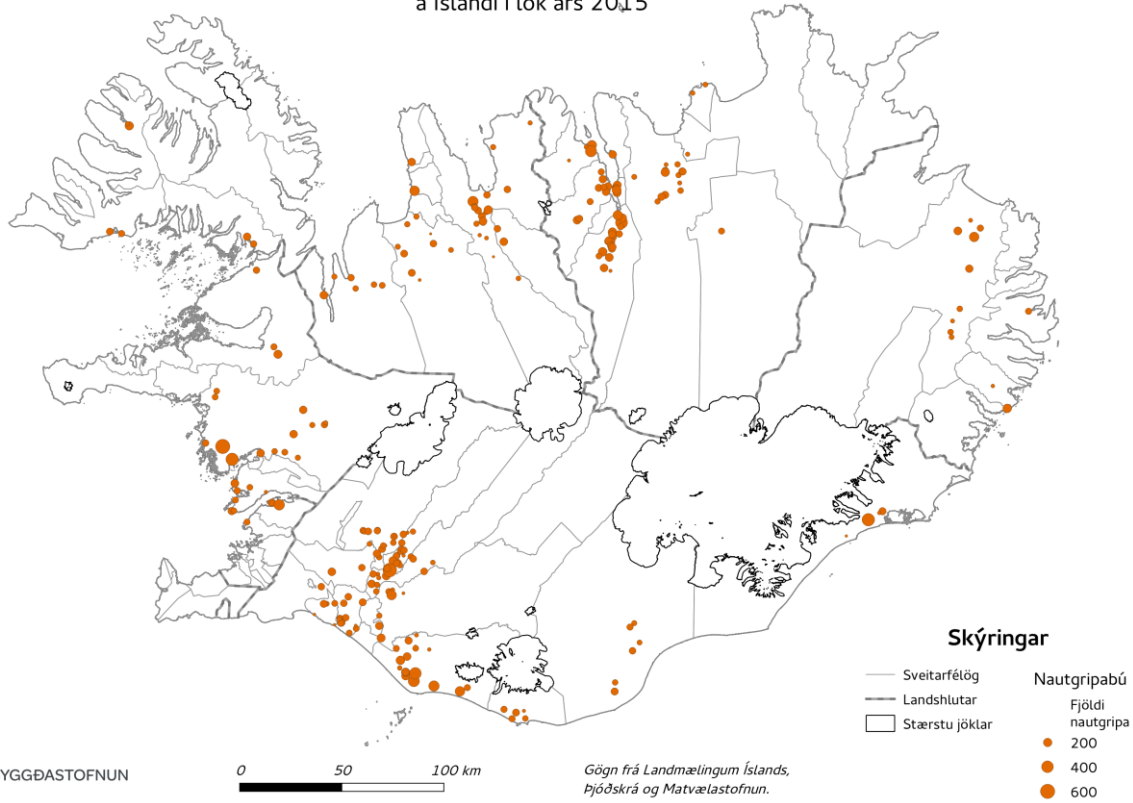 á Íslandi í lok árs 2015
Skýringar
Sveitarfélög
Landshlutar
Stærstu jöklar
Nautgripabú
Fjöldi
nautgripa
200
400
600
YGGÐASTOFNUN
0 50 100 km
Gögn frá Landmælingum Íslands,
Þjóðskrá og Matvælastofnun.